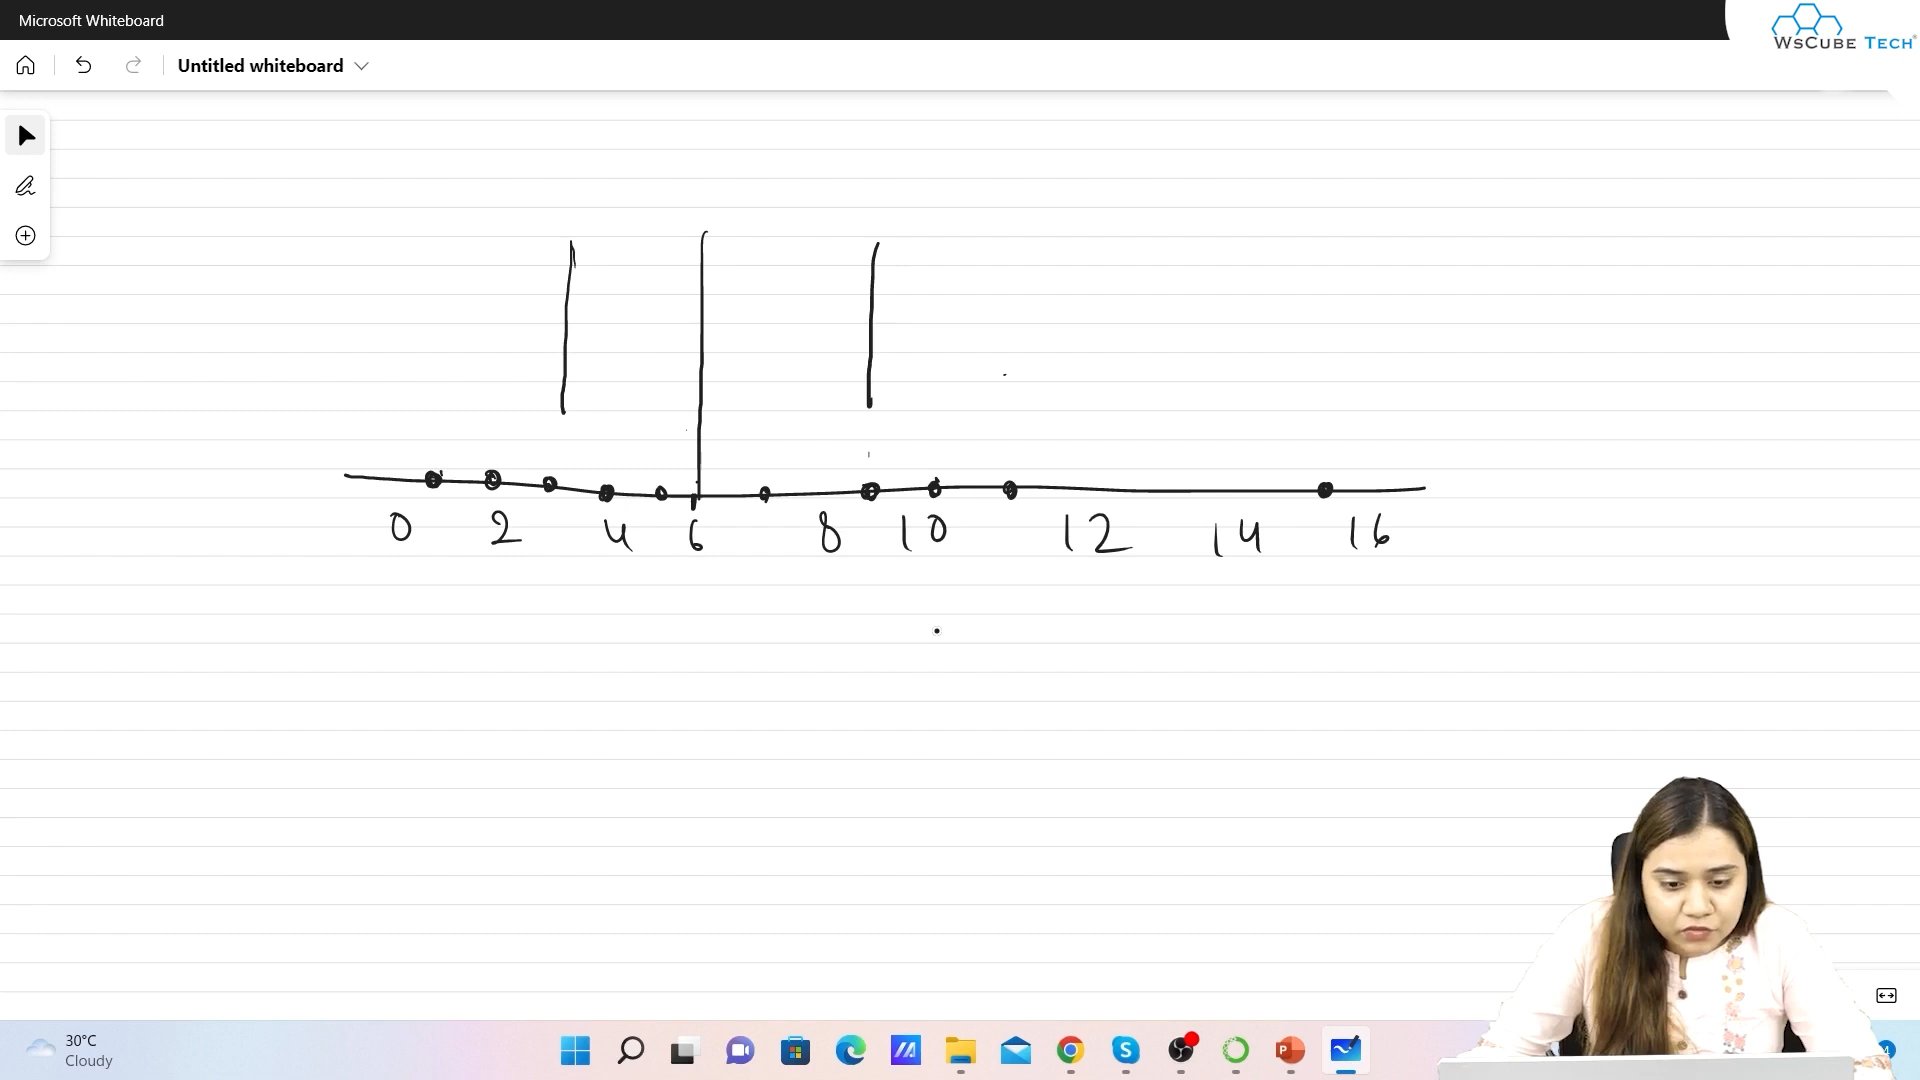 Microsoft Whiteboard
WsCube Tech
Untitled whiteboard
0 2 4 6 8 10 12 14 16
30°C
Cloudy